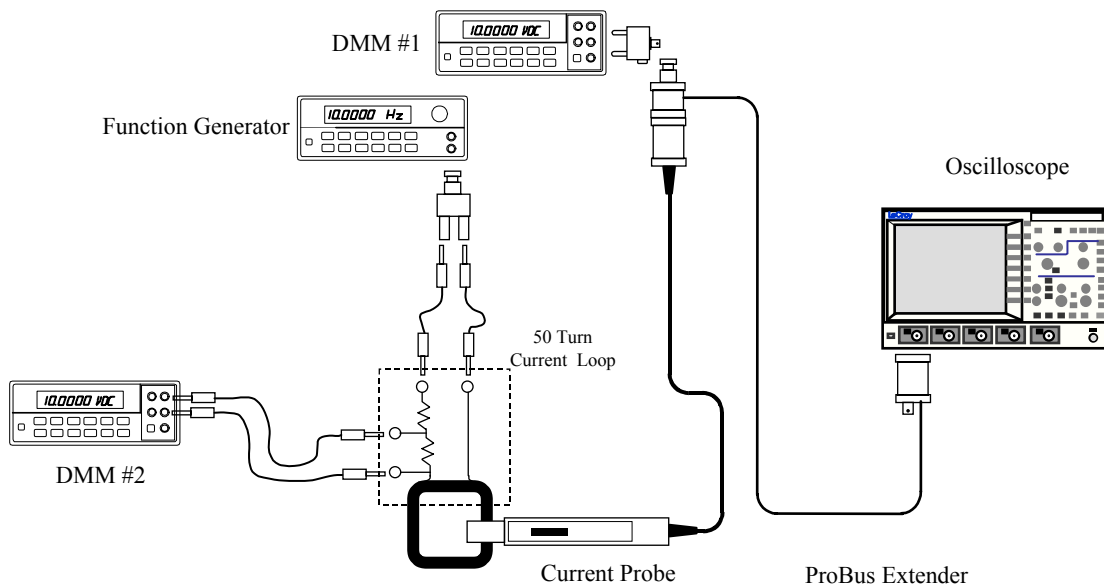 DMM #1
10.0000 VDC
Function Generator
10.0000 Hz
Oscilloscope
LeCroy
50 Turn
Current Loop
10.0000 VDC
DMM #2
Current Probe
ProBus Extender